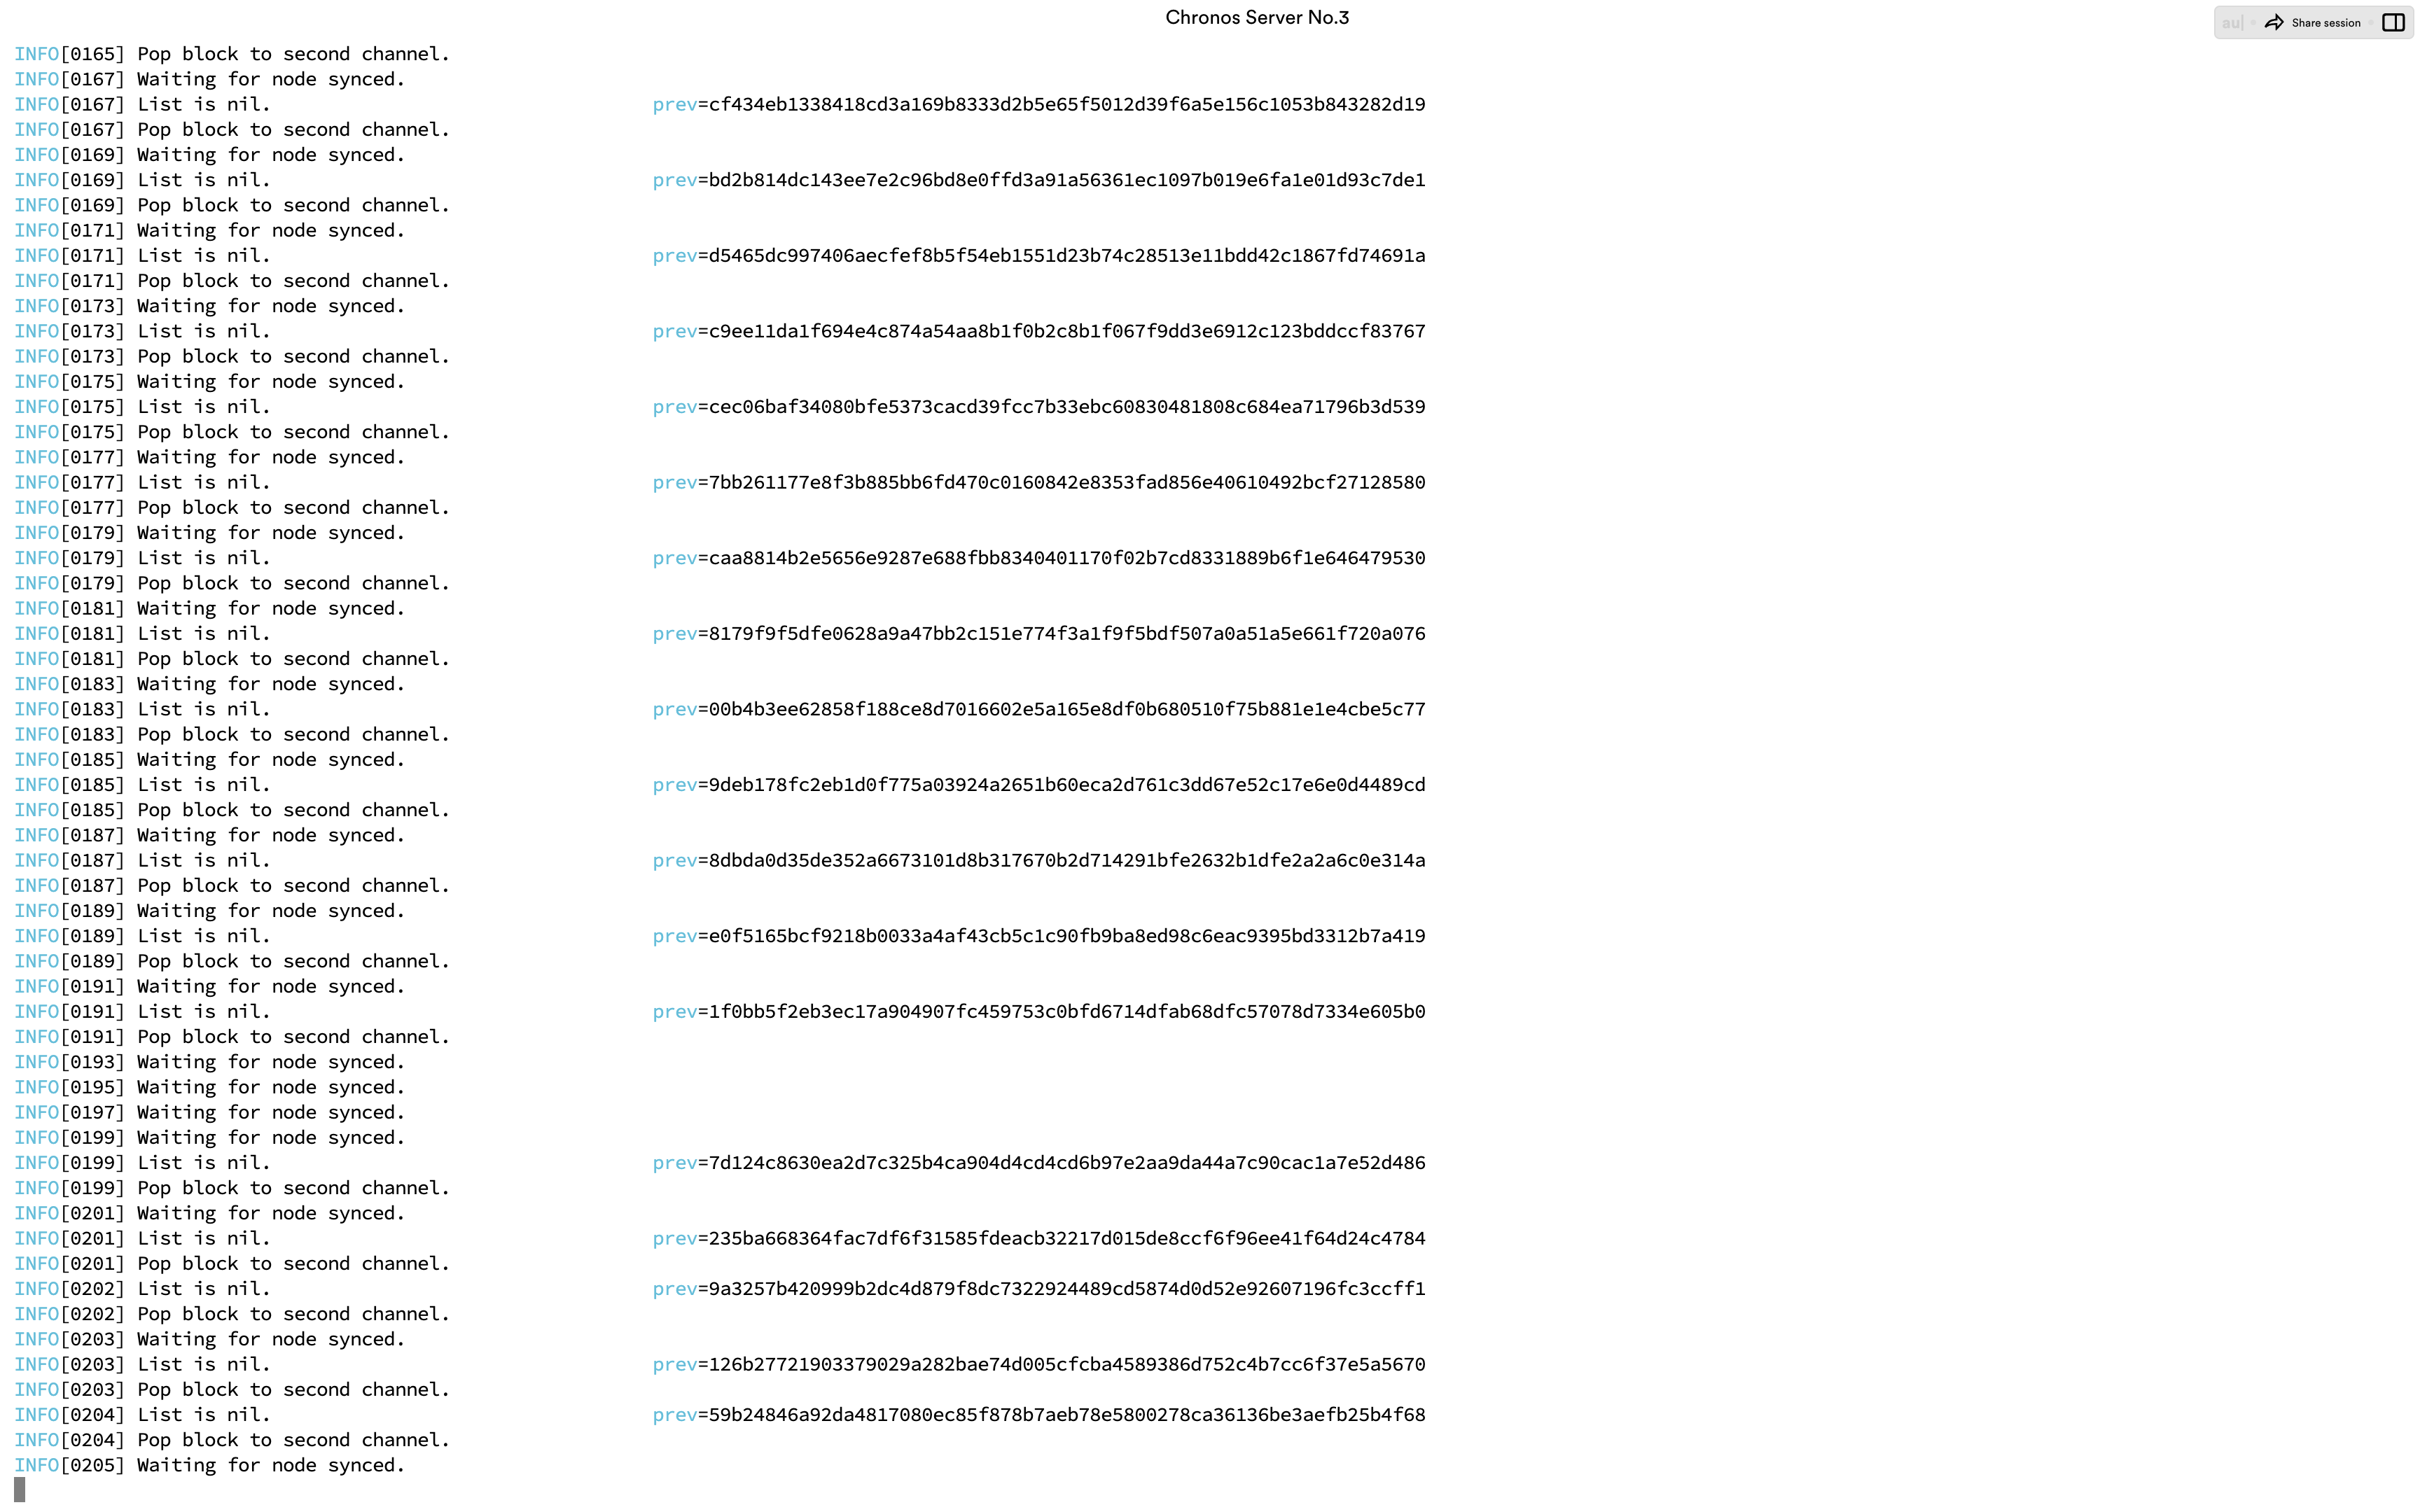 Chronos Server No.3
au|
Share session
INFO[0165] Pop block to second channel.
INFO[0167] Waiting for node synced.
INFO[0167] List is nil. prev=cf434eb1338418cd3a169b8333d2b5e65f5012d39f6a5e156c1053b843282d19
INFO[0167] Pop block to second channel.
INFO[0169] Waiting for node synced.
INFO[0169] List is nil. prev=bd2b814dc143ee7e2c96bd8e0ffd3a91a56361ec1097b019e6fa1e01d93c7de1
INFO[0169] Pop block to second channel.
INFO[0171] Waiting for node synced.
INFO[0171] List is nil. prev=d5465dc997406aecfef8b5f54eb1551d23b74c28513e11bdd42c1867fd74691a
INFO[0171] Pop block to second channel.
INFO[0173] Waiting for node synced.
INFO[0173] List is nil. prev=c9ee11da1f694e4c874a54aa8b1f0b2c8b1f067f9dd3e6912c123bddccf83767
INFO[0173] Pop block to second channel.
INFO[0175] Waiting for node synced.
INFO[0175] List is nil. prev=cec06baf34080bfe5373cacd39fcc7b33ebc60830481808c684ea71796b3d539
INFO[0175] Pop block to second channel.
INFO[0177] Waiting for node synced.
INFO[0177] List is nil. prev=7bb261177e8f3b885bb6fd470c0160842e8353fad856e40610492bcf27128580
INFO[0177] Pop block to second channel.
INFO[0179] Waiting for node synced.
INFO[0179] List is nil. prev=caa8814b2e5656e9287e688fbb8340401170f02b7cd8331889b6f1e646479530
INFO[0179] Pop block to second channel.
INFO[0181] Waiting for node synced.
INFO[0181] List is nil. prev=8179f9f5dfe0628a9a47bb2c151e774f3a1f9f5bdf507a0a51a5e661f720a076
INFO[0181] Pop block to second channel.
INFO[0183] Waiting for node synced.
INFO[0183] List is nil. prev=00b4b3ee62858f188ce8d7016602e5a165e8df0b680510f75b881e1e4cbe5c77
INFO[0183] Pop block to second channel.
INFO[0185] Waiting for node synced.
INFO[0185] List is nil. prev=9deb178fc2eb1d0f775a03924a2651b60eca2d761c3dd67e52c17e6e0d4489cd
INFO[0185] Pop block to second channel.
INFO[0187] Waiting for node synced.
INFO[0187] List is nil. prev=8dbda0d35de352a6673101d8b317670b2d714291bfe2632b1dfe2a2a6c0e314a
INFO[0187] Pop block to second channel.
INFO[0189] Waiting for node synced.
INFO[0189] List is nil. prev=e0f5165bcf9218b0033a4af43cb5c1c90fb9ba8ed98c6eac9395bd3312b7a419
INFO[0189] Pop block to second channel.
INFO[0191] Waiting for node synced.
INFO[0191] List is nil. prev=1f0bb5f2eb3ec17a904907fc459753c0bfd6714dfab68dfc57078d7334e605b0
INFO[0191] Pop block to second channel.
INFO[0193] Waiting for node synced.
INFO[0195] Waiting for node synced.
INFO[0197] Waiting for node synced.
INFO[0199] Waiting for node synced.
INFO[0199] List is nil. prev=7d124c8630ea2d7c325b4ca904d4cd4cd6b97e2aa9da44a7c90cac1a7e52d486
INFO[0199] Pop block to second channel.
INFO[0201] Waiting for node synced.
INFO[0201] List is nil. prev=235ba668364fac7df6f31585fdeacb32217d015de8ccf6f96ee41f64d24c4784
INFO[0201] Pop block to second channel.
INFO[0202] List is nil. prev=9a3257b420999b2dc4d879f8dc7322924489cd5874d0d52e92607196fc3ccff1
INFO[0202] Pop block to second channel.
INFO[0203] Waiting for node synced.
INFO[0203] List is nil. prev=126b27721903379029a282bae74d005cfcba4589386d752c4b7cc6f37e5a5670
INFO[0203] Pop block to second channel.
INFO[0204] List is nil. prev=59b24846a92da4817080ec85f878b7aeb78e5800278ca36136be3aefb25b4f68
INFO[0204] Pop block to second channel.
INFO[0205] Waiting for node synced.